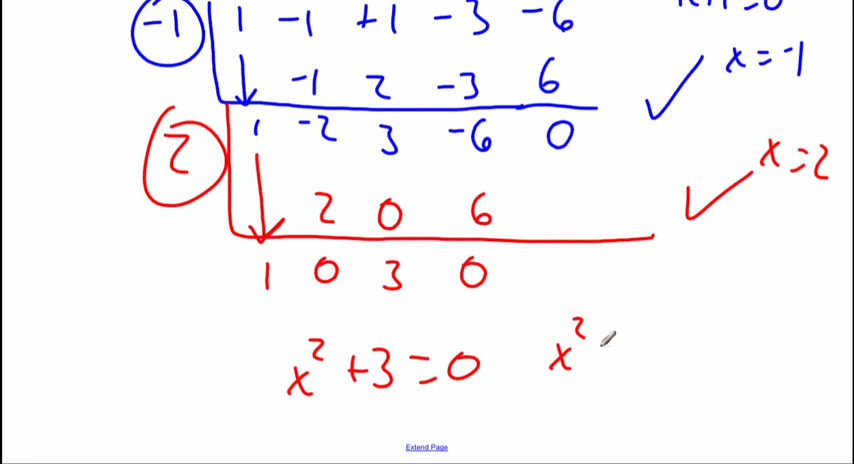 -1 1 -1 +1 -3 -6
-1 2 -3 6 x = -1
1 -2 3 -6 0
2 x = 2
2 0 6
1 0 3 0
x² + 3 = 0 x²
Extend Page